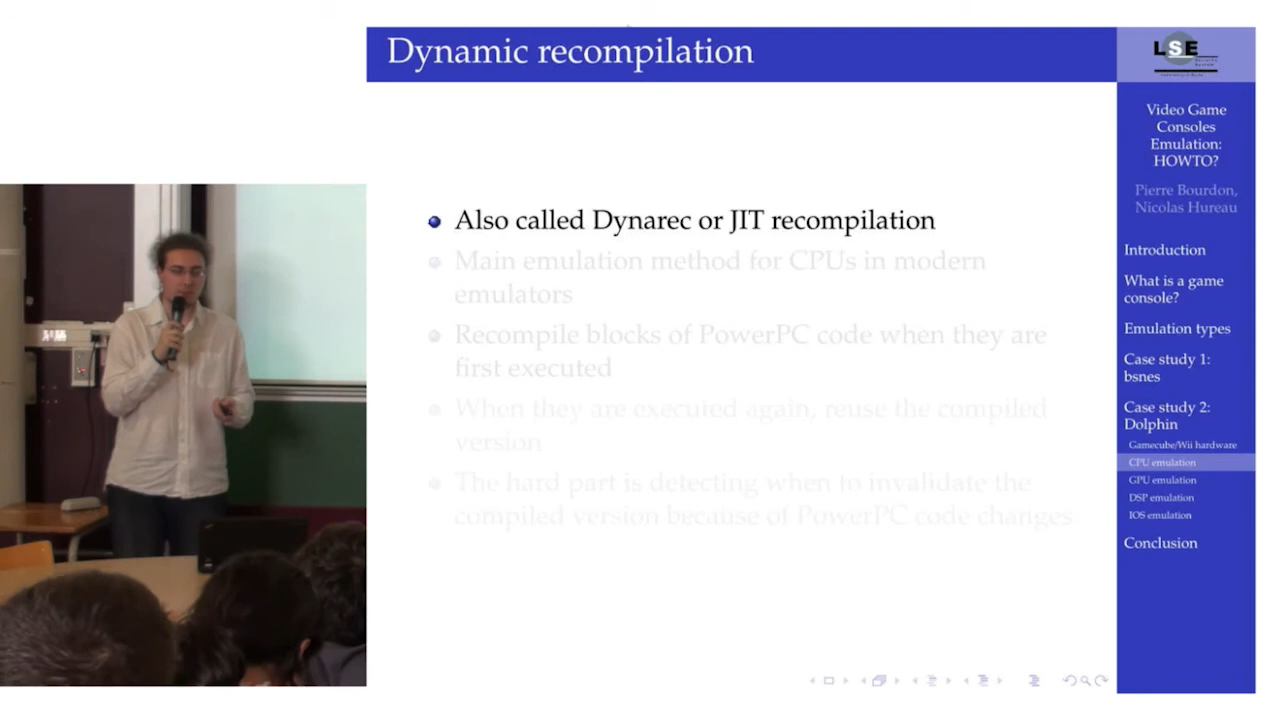 Dynamic recompilation
Also called Dynarec or JIT recompilation
Main emulation method for CPUs in modern
emulators
Recompile blocks of PowerPC code when they are
first executed
When they are executed again, reuse the compiled
version
The hard part is detecting when to invalidate the
compiled version because of PowerPC code changes
LSE
Video Game
Consoles
Emulation:
HOWTO?
Pierre Bourdon,
Nicolas Hureau
Introduction
What is a game
console?
Emulation types
Case study 1:
bsnes
Case study 2:
Dolphin
Gamecube/Wii hardware
CPU emulation
GPU emulation
DSP emulation
IOS emulation
Conclusion